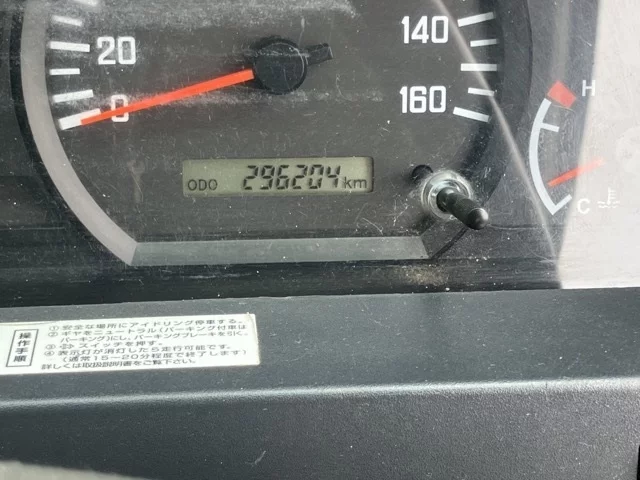 20
0
140
160
ODO 296204 km
H
C
操作手順
①安全な場所にアイドリング停車する。
②ギヤをニュートラル(パーキング付車は
パーキング)にし、パーキングブレーキを引く。
③ スイッチを押す。
④表示灯が消灯したら走行可能です。
(通常15~20分程度で終了します)
詳しくは取扱説明書をご覧下さい。